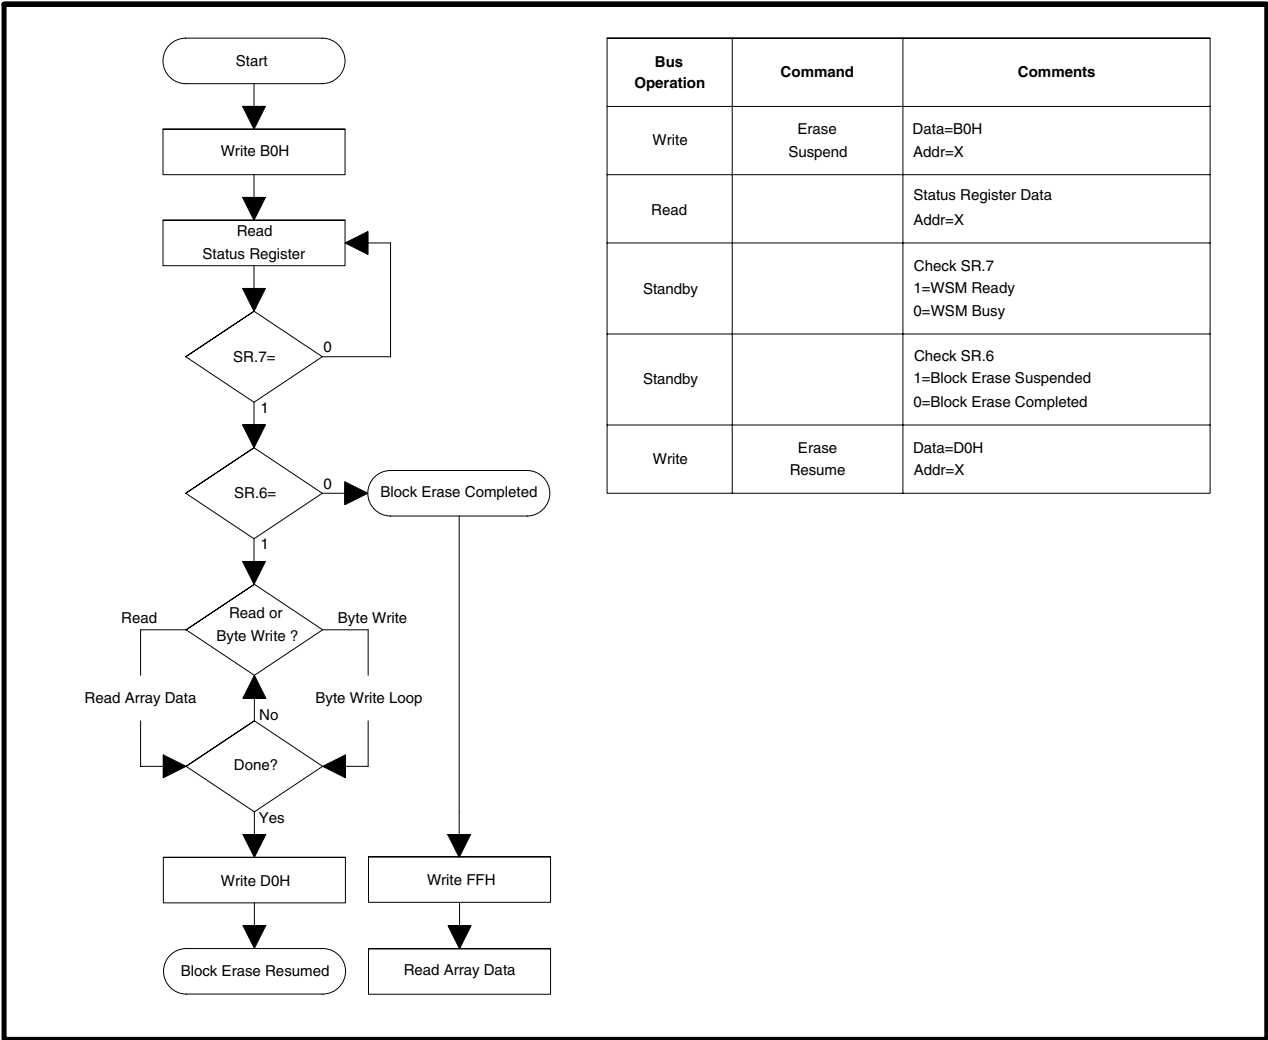 Start
Write B0H
Read
Status Register
SR.7=
0
1
SR.6=
0
Block Erase Completed
1
Read or
Byte Write ?
Read
Byte Write
Read Array Data
Byte Write Loop
No
Done?
Yes
Write D0H
Write FFH
Block Erase Resumed
Read Array Data
Bus
Operation
Command
Comments
Write
Erase
Suspend
Data=B0H
Addr=X
Read
Status Register Data
Addr=X
Standby
Check SR.7
1=WSM Ready
0=WSM Busy
Standby
Check SR.6
1=Block Erase Suspended
0=Block Erase Completed
Write
Erase
Resume
Data=D0H
Addr=X